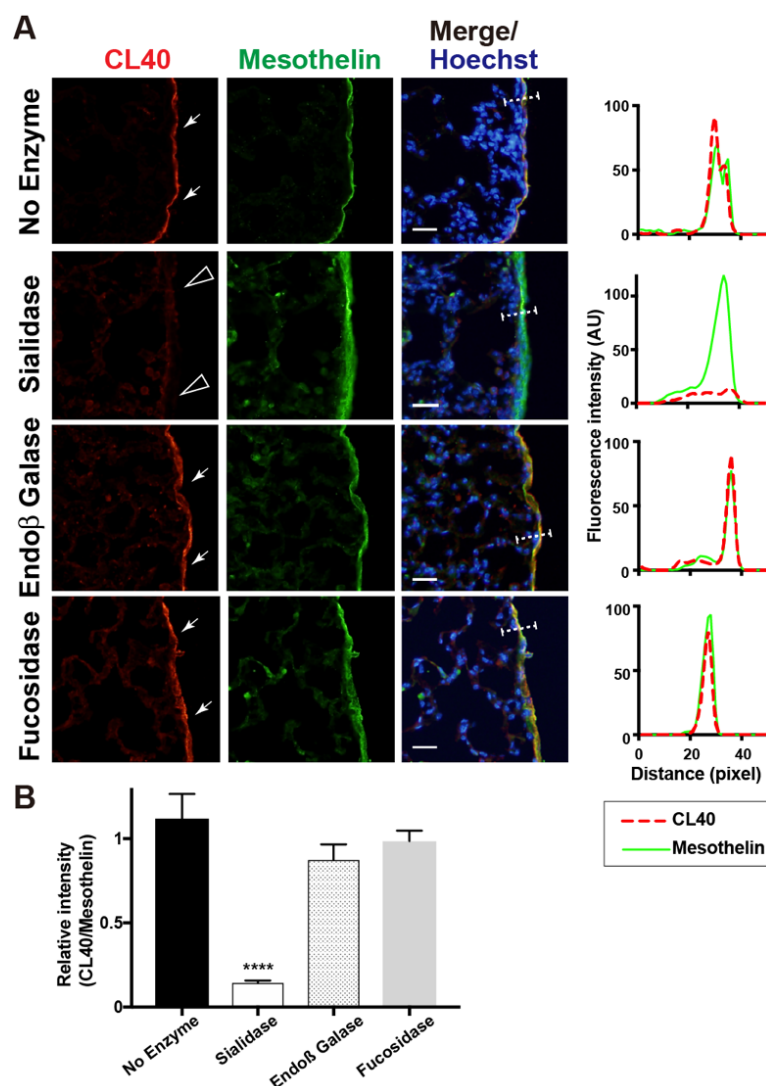 A
CL40
Mesothelin
Merge/
Hoechst
No Enzyme
Sialidase
Endoβ Galase
Fucosidase
100
50
0
100
50
0
100
50
0
100
50
0
0
20
40
Fluorescence intensity (AU)
Distance (pixel)
CL40
Mesothelin
B
Relative intensity
(CL40/Mesothelin)
1
0.5
0
****
No Enzyme
Sialidase
Endoß Galase
Fucosidase